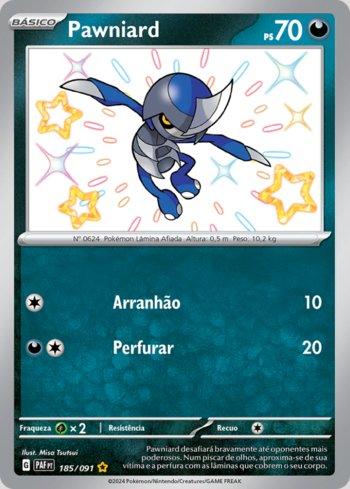 BÁSICO
Pawniard
PS 70
Nº 0624 Pokémon Lâmina Afiada Altura: 0,5 m Peso: 10,2 kg
Arranhão 10
Perfurar 20
Fraqueza ×2 Resistência Recuo
Ilust. Misa Tsutsui
Pawniard desafiará bravamente até oponentes mais
poderosos. Num piscar de olhos, aproxima-se de sua
vítima e a perfura com as lâminas que cobrem o seu corpo.
G PAF PT 185/091
©2024 Pokémon/Nintendo/Creatures/GAME FREAK